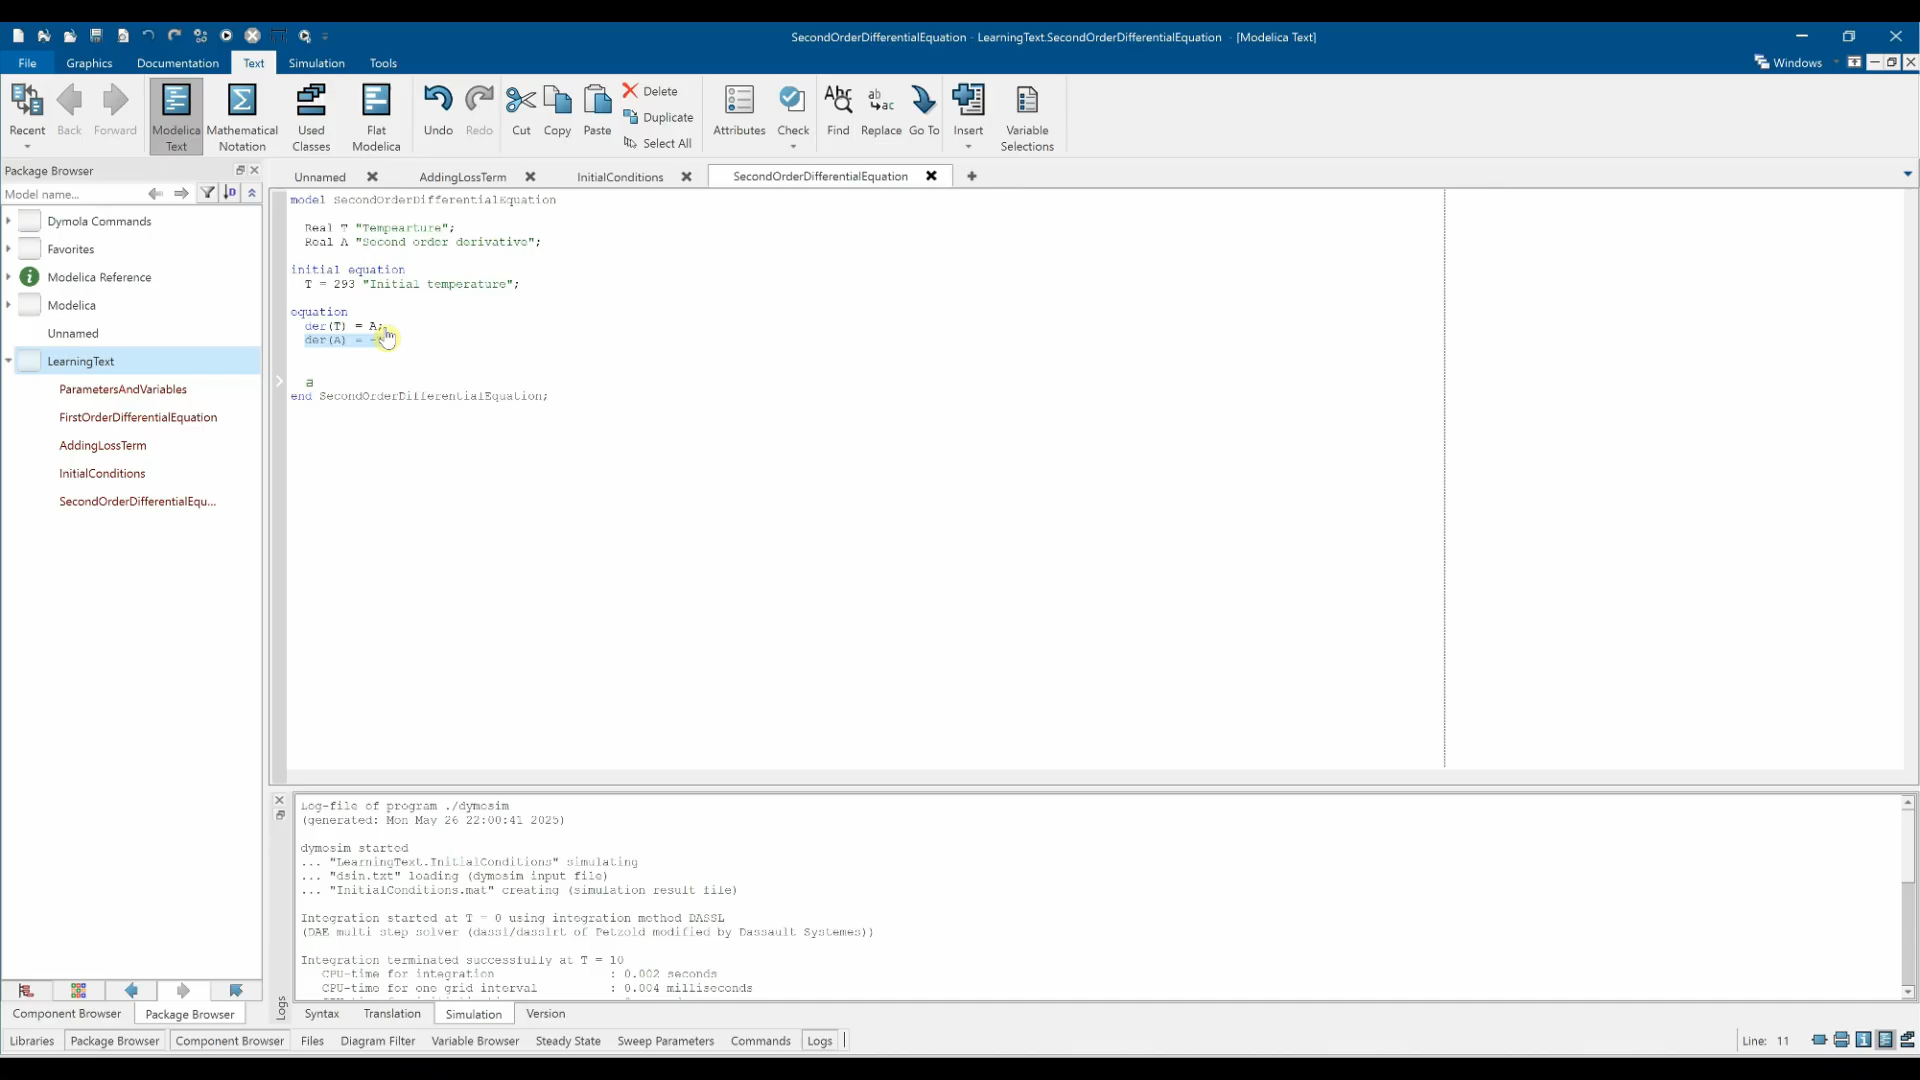 SecondOrderDifferentialEquation - LearningText.SecondOrderDifferentialEquation - [Modelica Text]
File Graphics Documentation Text Simulation Tools Windows
Recent Back Forward Modelica Text Mathematical Notation Used Classes Flat Modelica Undo Redo Cut Copy Paste Delete Duplicate Select All Attributes Check Find Replace Go To Insert Variable Selections
Package Browser
Model name...
Dymola Commands
Favorites
Modelica Reference
Modelica
Unnamed
LearningText
ParametersAndVariables
FirstOrderDifferentialEquation
AddingLossTerm
InitialConditions
SecondOrderDifferentialEqu...
Unnamed AddingLossTerm InitialConditions SecondOrderDifferentialEquation
model SecondOrderDifferentialEquation
Real T "Tempearture";
Real A "Second order derivative";
initial equation
T = 293 "Initial temperature";
equation
der(T) = A;
der(A) = -
a
end SecondOrderDifferentialEquation;
Log-file of program ./dymosim
(generated: Mon May 26 22:00:41 2025)
dymosim started
... "LearningText.InitialConditions" simulating
... "dsin.txt" loading (dymosim input file)
... "InitialConditions.mat" creating (simulation result file)
Integration started at T = 0 using integration method DASSL
(DAE multi-step solver (dassl/dasslrt of Petzold modified by Dassault Systemes))
Integration terminated successfully at T = 10
CPU-time for integration : 0.002 seconds
CPU-time for one grid interval : 0.004 milliseconds
Logs
Syntax Translation Simulation Version
Component Browser Package Browser
Libraries Package Browser Component Browser Files Diagram Filter Variable Browser Steady State Sweep Parameters Commands Logs
Line: 11